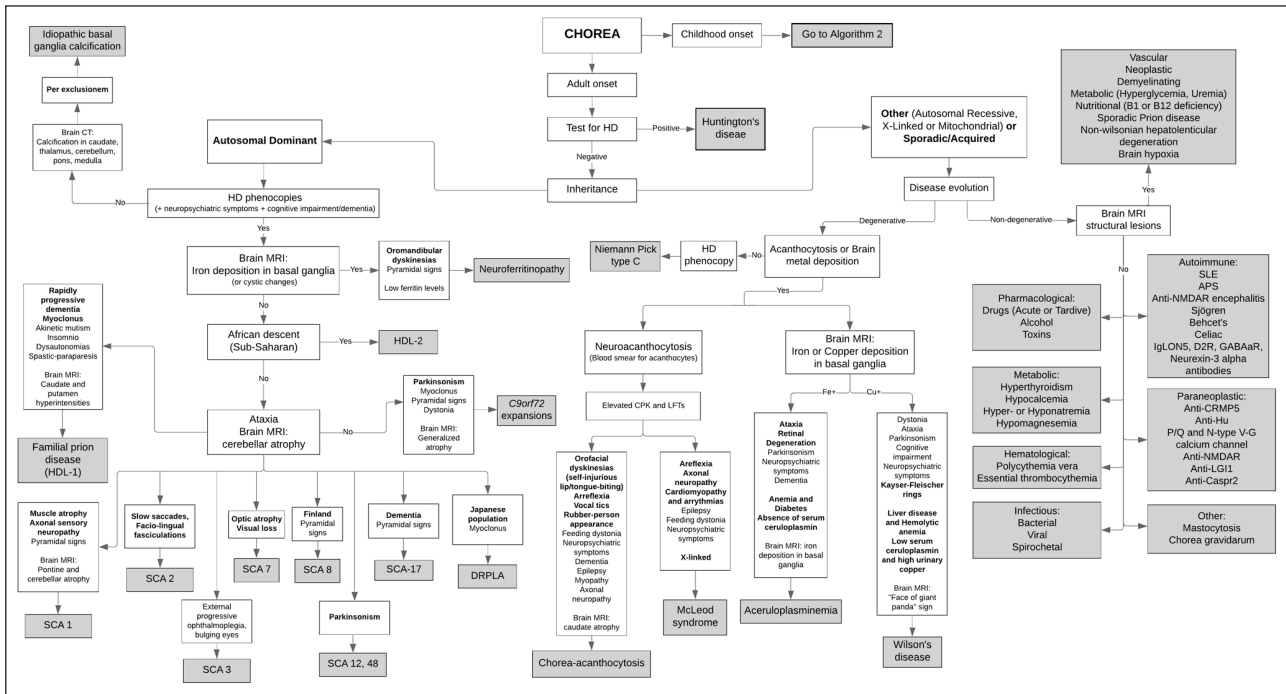 CHOREA
Childhood onset
Go to Algorithm 2
Adult onset
Test for HD
Positive
Huntington's
diseae
Negative
Inheritance
Autosomal Dominant
HD phenocopies
(+ neuropsychiatric symptoms + cognitive impairment/dementia)
No
Brain CT:
Calcification in caudate,
thalamus, cerebellum,
pons, medulla
Per exclusionem
Idiopathic basal
ganglia calcification
Yes
Brain MRI:
Iron deposition in basal ganglia
(or cystic changes)
Yes
Oromandibular
dyskinesias
Pyramidal signs
Low ferritin levels
Neuroferritinopathy
No
African descent
(Sub-Saharan)
Yes
HDL-2
No
Ataxia
Brain MRI:
cerebellar atrophy
No
Parkinsonism
Myoclonus
Pyramidal signs
Dystonia
Brain MRI:
Generalized
atrophy
C9orf72
expansions
Rapidly
progressive
dementia
Myoclonus
Akinetic mutism
Insomnio
Dysautonomias
Spastic-paraparesis
Brain MRI:
Caudate and
putamen
hyperintensities
Familial prion
disease
(HDL-1)
Muscle atrophy
Axonal sensory
neuropathy
Pyramidal signs
Brain MRI:
Pontine and
cerebellar atrophy
SCA 1
Slow saccades,
Facio-lingual
fasciculations
SCA 2
External
progressive
ophthalmoplegia,
bulging eyes
SCA 3
Optic atrophy
Visual loss
SCA 7
Finland
Pyramidal
signs
SCA 8
Parkinsonism
SCA 12, 48
Dementia
Pyramidal signs
SCA-17
Japanese
population
Myoclonus
DRPLA
Other (Autosomal Recessive,
X-Linked or Mitochondrial) or
Sporadic/Acquired
Disease evolution
Degenerative
Non-degenerative
Acanthocytosis or Brain
metal deposition
No
HD
phenocopy
Niemann Pick
type C
Yes
Neuroacanthocytosis
(Blood smear for acanthocytes)
Elevated CPK and LFTs
Orofacial
dyskinesias
(self-injurious
lip/tongue-biting)
Arreflexia
Vocal tics
Rubber-person
appearance
Feeding dystonia
Neuropsychiatric
symptoms
Dementia
Epilepsy
Myopathy
Axonal
neuropathy
Brain MRI:
caudate atrophy
Chorea-acanthocytosis
Areflexia
Axonal
neuropathy
Cardiomyopathy
and arrythmias
Epilepsy
Feeding dystonia
Neuropsychiatric
symptoms
X-linked
McLeod
syndrome
Brain MRI:
Iron or Copper deposition
in basal ganglia
Fe+
Cu+
Ataxia
Retinal
Degeneration
Parkinsonism
Neuropsychiatric
symptoms
Dementia
Anemia and
Diabetes
Absence of serum
ceruloplasmin
Brain MRI: iron
deposition in basal
ganglia
Aceruloplasminemia
Dystonia
Ataxia
Parkinsonism
Cognitive
impairment
Neuropsychiatric
symptoms
Kayser-Fleischer
rings
Liver disease
and Hemolytic
anemia
Low serum
ceruloplasmin
and high urinary
copper
Brain MRI:
"Face of giant
panda" sign
Wilson's
disease
Brain MRI
structural lesions
Yes
Vascular
Neoplastic
Demyelinating
Metabolic (Hyperglycemia, Uremia)
Nutritional (B1 or B12 deficiency)
Sporadic Prion disease
Non-wilsonian hepatolenticular
degeneration
Brain hypoxia
No
Pharmacological:
Drugs (Acute or Tardive)
Alcohol
Toxins
Autoimmune:
SLE
APS
Anti-NMDAR encephalitis
Sjögren
Behcet's
Celiac
IgLON5, D2R, GABAaR,
Neurexin-3 alpha
antibodies
Metabolic:
Hyperthyroidism
Hypocalcemia
Hyper- or Hyponatremia
Hypomagnesemia
Paraneoplastic:
Anti-CRMP5
Anti-Hu
P/Q and N-type V-G
calcium channel
Anti-NMDAR
Anti-LGI1
Anti-Caspr2
Hematological:
Polycythemia vera
Essential thrombocythemia
Infectious:
Bacterial
Viral
Spirochetal
Other:
Mastocytosis
Chorea gravidarum